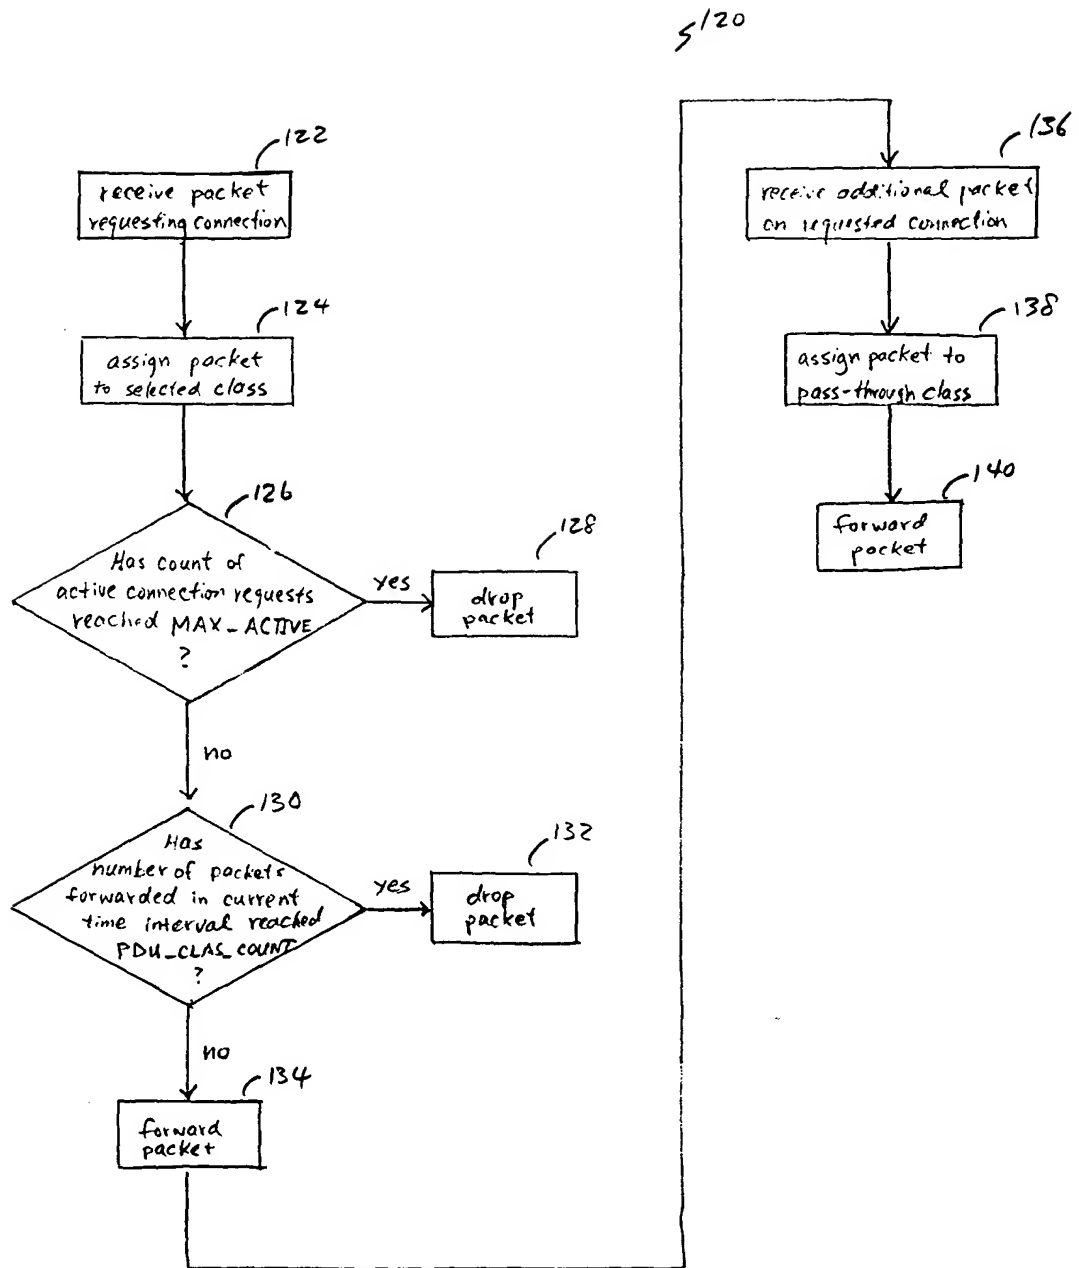 120
122
receive packet
requesting connection
124
assign packet
to selected class
126
Has count of
active connection requests
reached MAX_ACTIVE
?
yes
128
drop
packet
no
130
Has
number of packets
forwarded in current
time interval reached
PDU_CLAS_COUNT
?
yes
132
drop
packet
no
134
forward
packet
136
receive additional packet
on requested connection
138
assign packet to
pass-through class
140
forward
packet